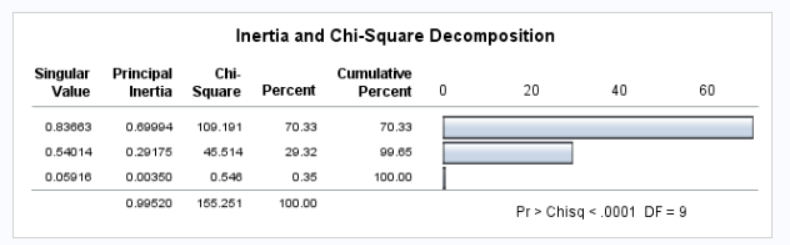 Inertia and Chi-Square Decomposition
Singular Value Principal Inertia Chi-Square Percent Cumulative Percent 0 20 40 60
0.83663 0.69994 109.191 70.33 70.33
0.54014 0.29175 45.514 29.32 99.65
0.05916 0.00350 0.546 0.35 100.00
0.99520 155.251 100.00
Pr > Chisq < .0001 DF = 9